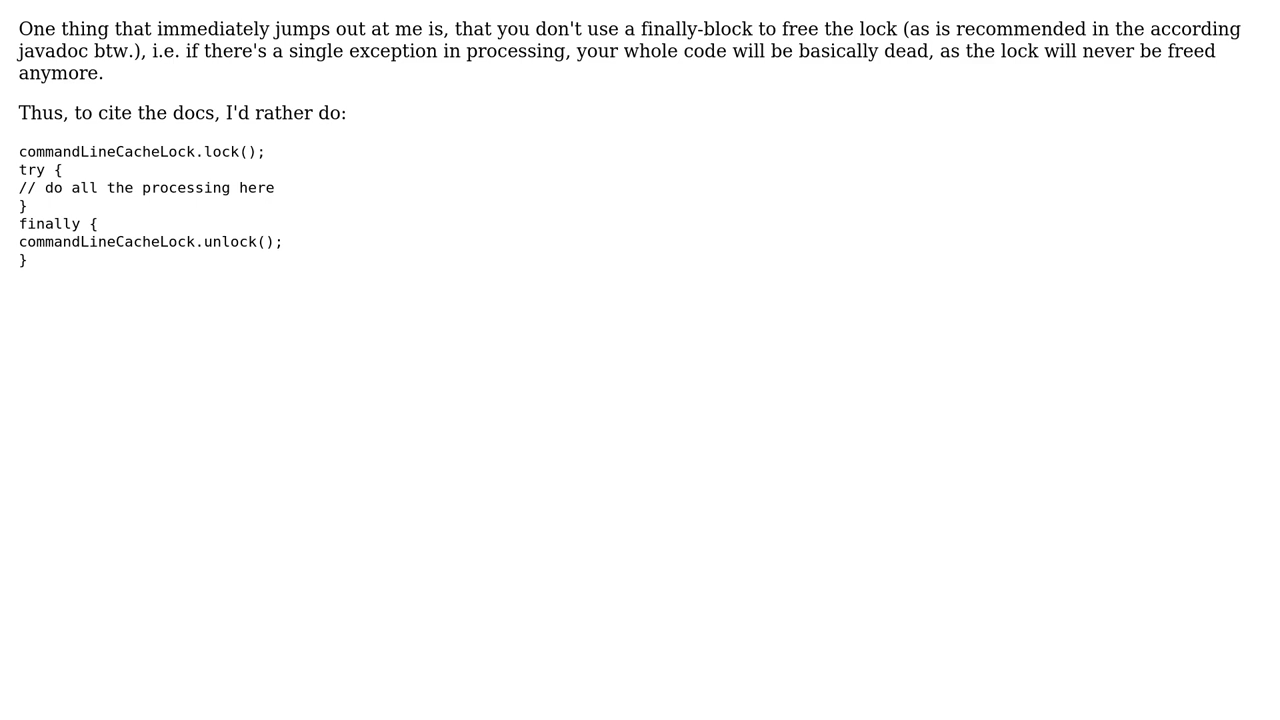 One thing that immediately jumps out at me is, that you don't use a finally-block to free the lock (as is recommended in the according
javadoc btw.), i.e. if there's a single exception in processing, your whole code will be basically dead, as the lock will never be freed
anymore.
Thus, to cite the docs, I'd rather do:
commandLineCacheLock.lock();
try {
// do all the processing here
}
finally {
commandLineCacheLock.unlock();
}